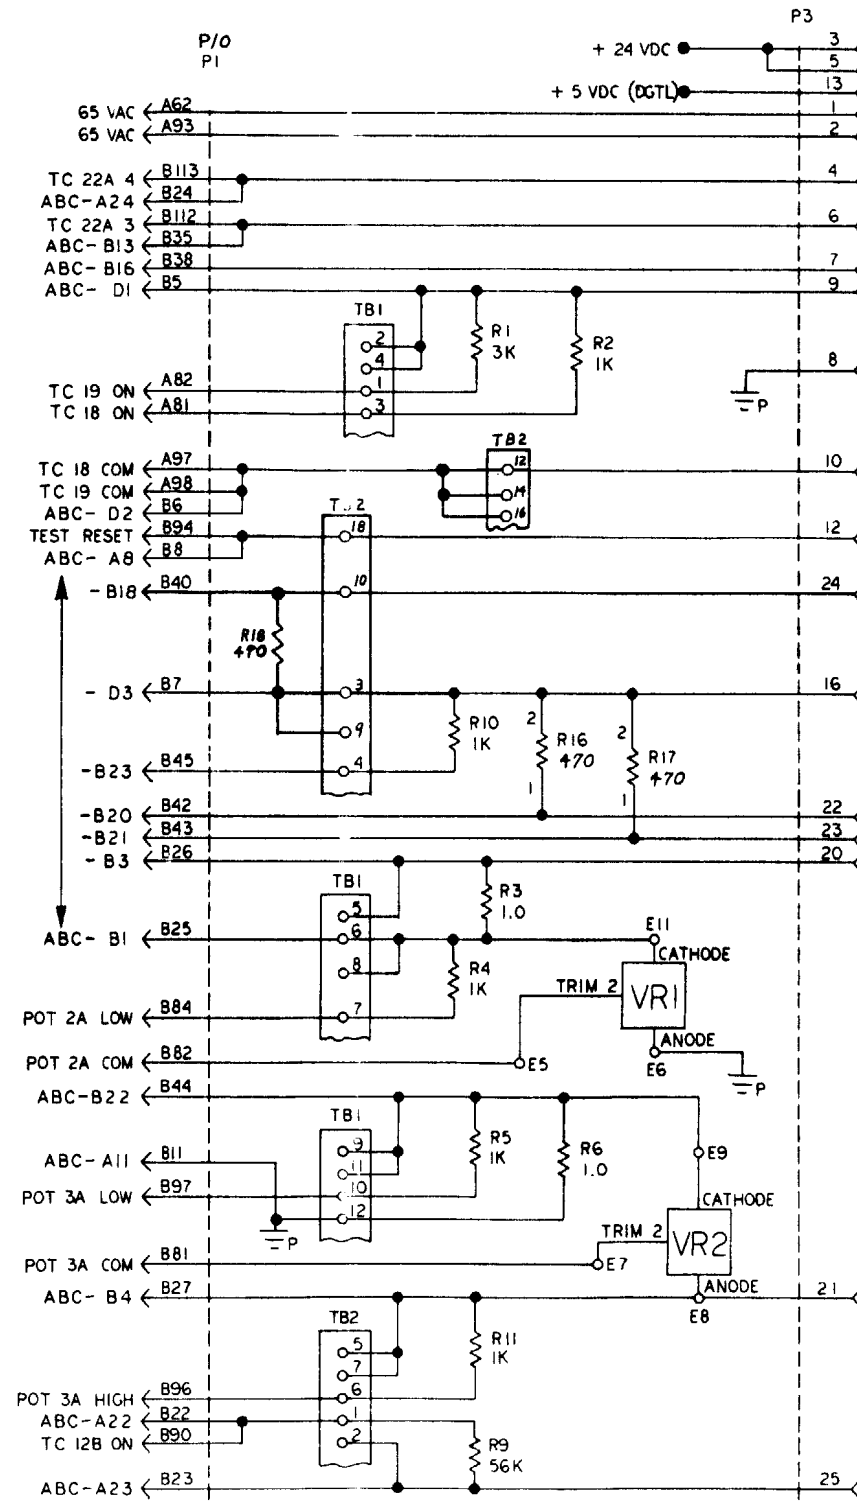 P3
P/O
P1
+ 24 VDC 3
5
+ 5 VDC (DGTL) 13
65 VAC A62 1
65 VAC A93 2
TC 22A 4 B113 4
ABC-A24 B24
TC 22A 3 B112 6
ABC-B13 B35
ABC-B16 B38 7
ABC- D1 B5 9
TB1
2
4
R1
3K
R2
1K
8
P
TC 19 ON A82 1
TC 18 ON A81 3
TB2
TC 18 COM A97 12 10
TC 19 COM A98 14
ABC- D2 B6 16
2
TEST RESET B94 18 12
ABC- A8 B8
-B18 B40 10 24
R18
470
- D3 B7 3 16
9
R10
1K
2
R16
470
1
2
R17
470
1
-B23 B45 4
-B20 B42 22
-B21 B43 23
- B3 B26 20
TB1
5
R3
1.0
ABC- B1 B25 6 E11
8
R4
1K
CATHODE
TRIM 2 VR1
ANODE
POT 2A LOW B84 7
POT 2A COM B82 E5 E6
P
ABC-B22 B44
TB1
9
11
R5
1K
R6
1.0
E9
ABC-A11 B11
POT 3A LOW B97 10
12
P
CATHODE
TRIM 2 VR2
ANODE
POT 3A COM B81 E7
ABC- B4 B27 E8 21
TB2
5
7
R11
1K
POT 3A HIGH B96 6
ABC-A22 B22 1
TC 12B ON B90 2
R9
56K
ABC-A23 B23 25